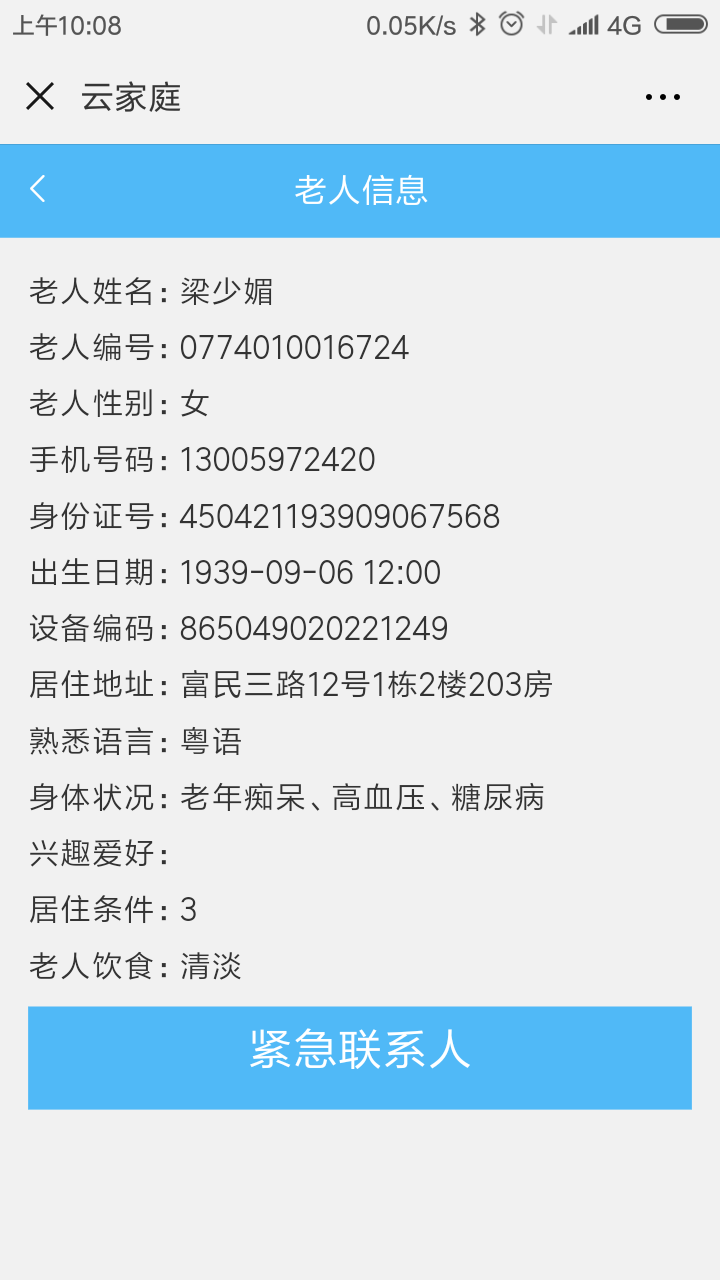 上午10:08 0.05K/s 4G
云家庭
老人信息
老人姓名: 梁少媚
老人编号: 0774010016724
老人性别: 女
手机号码: 13005972420
身份证号: 450421193909067568
出生日期: 1939-09-06 12:00
设备编码: 865049020221249
居住地址: 富民三路12号1栋2楼203房
熟悉语言: 粤语
身体状况: 老年痴呆、高血压、糖尿病
兴趣爱好:
居住条件: 3
老人饮食: 清淡
紧急联系人